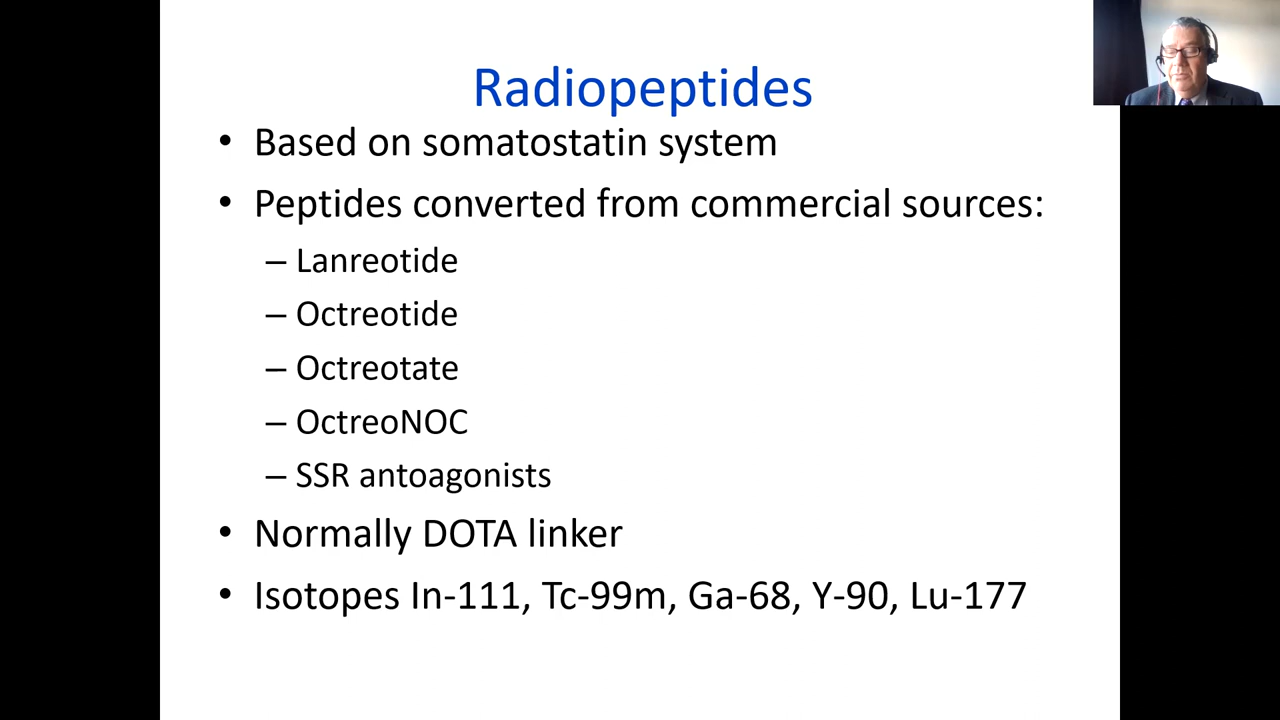 Radiopeptides
• Based on somatostatin system
• Peptides converted from commercial sources:
– Lanreotide
– Octreotide
– Octreotate
– OctreoNOC
– SSR antoagonists
• Normally DOTA linker
• Isotopes In-111, Tc-99m, Ga-68, Y-90, Lu-177